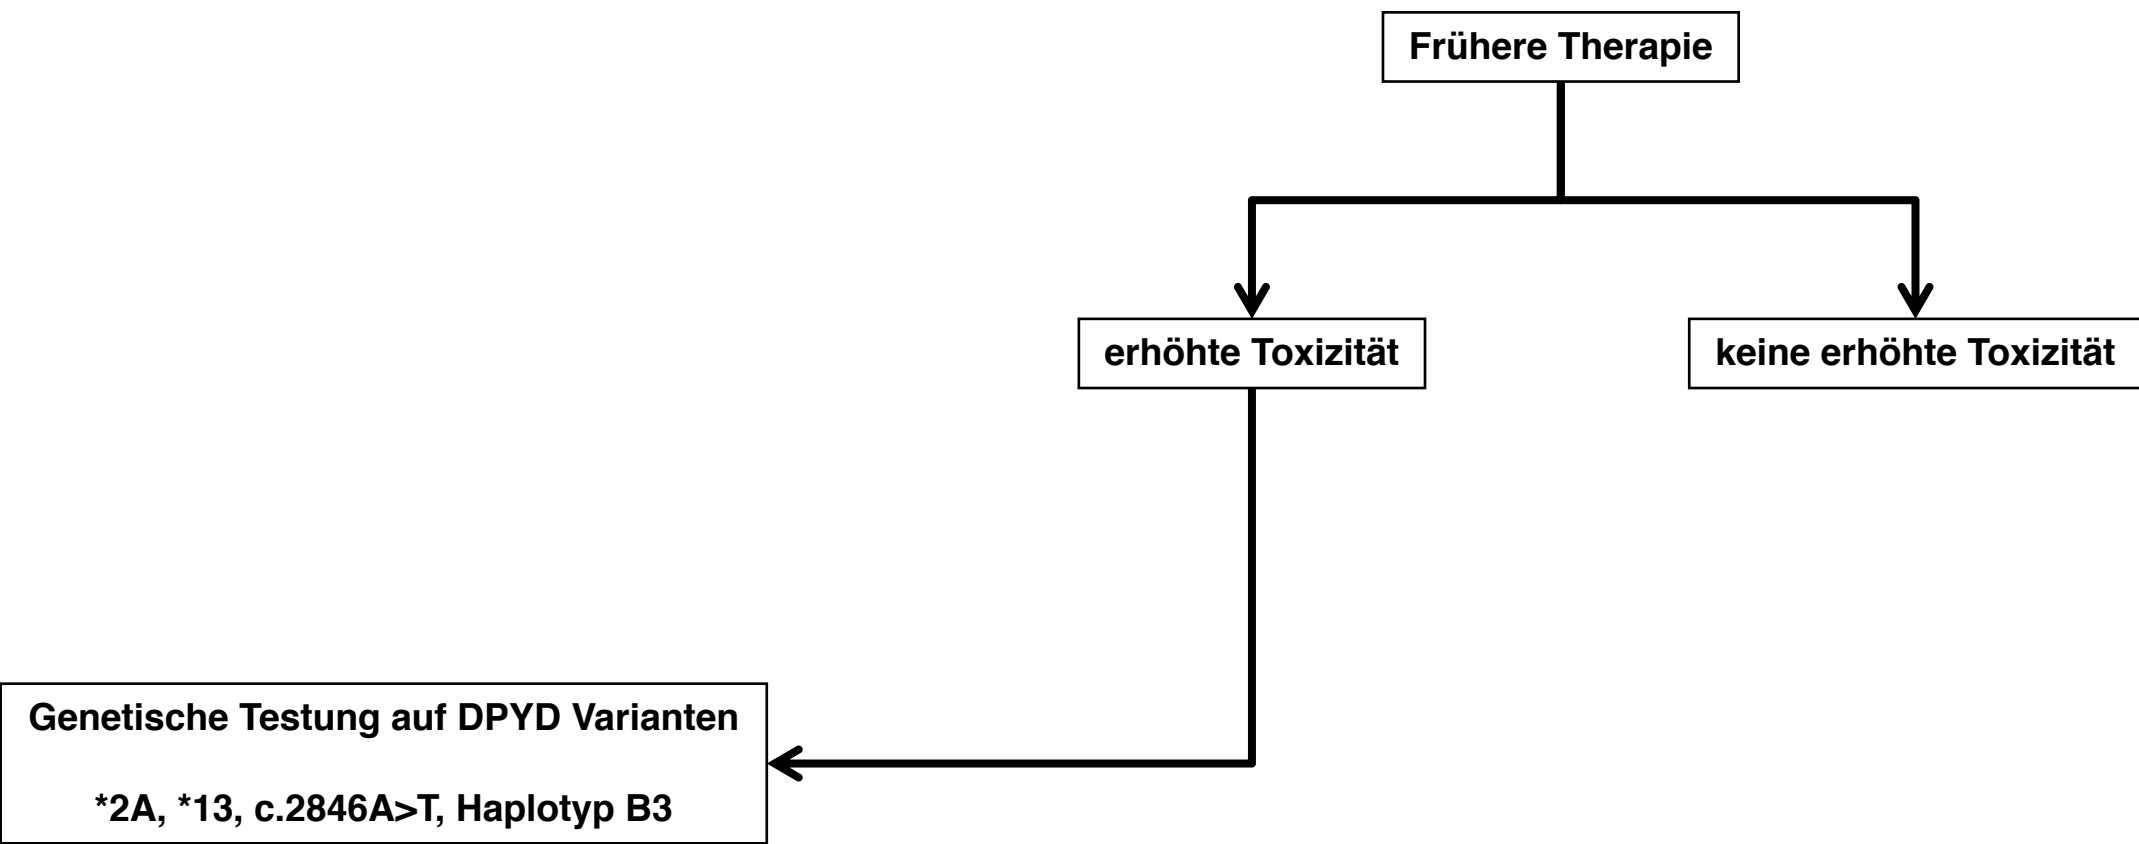 Frühere Therapie
erhöhte Toxizität
keine erhöhte Toxizität
Genetische Testung auf DPYD Varianten
*2A, *13, c.2846A>T, Haplotyp B3